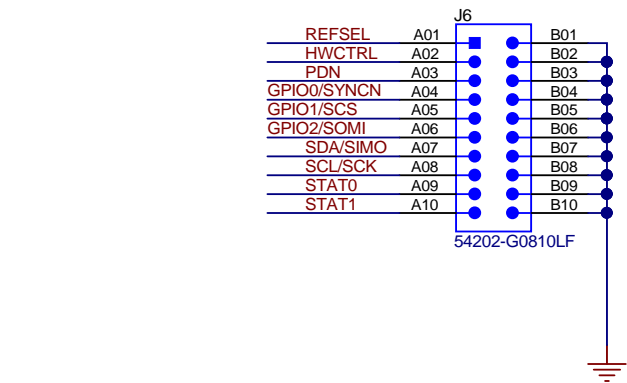 J6
REFSEL A01 B01
HWCTRL A02 B02
PDN A03 B03
GPIO0/SYNCN A04 B04
GPIO1/SCS A05 B05
GPIO2/SOMI A06 B06
SDA/SIMO A07 B07
SCL/SCK A08 B08
STAT0 A09 B09
STAT1 A10 B10
54202-G0810LF